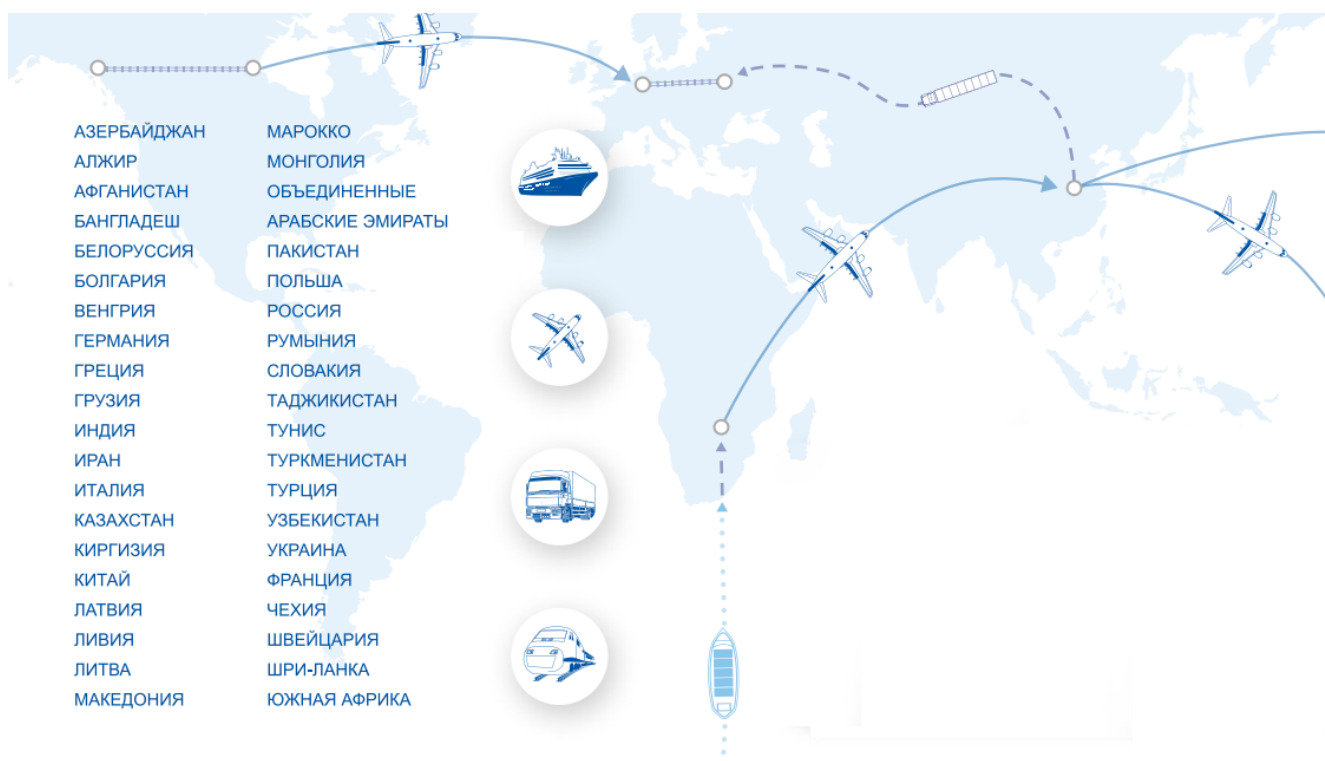 АЗЕРБАЙДЖАН
АЛЖИР
АФГАНИСТАН
БАНГЛАДЕШ
БЕЛОРУССИЯ
БОЛГАРИЯ
ВЕНГРИЯ
ГЕРМАНИЯ
ГРЕЦИЯ
ГРУЗИЯ
ИНДИЯ
ИРАН
ИТАЛИЯ
КАЗАХСТАН
КИРГИЗИЯ
КИТАЙ
ЛАТВИЯ
ЛИВИЯ
ЛИТВА
МАКЕДОНИЯ
МАРОККО
МОНГОЛИЯ
ОБЪЕДИНЕННЫЕ
АРАБСКИЕ ЭМИРАТЫ
ПАКИСТАН
ПОЛЬША
РОССИЯ
РУМЫНИЯ
СЛОВАКИЯ
ТАДЖИКИСТАН
ТУНИС
ТУРКМЕНИСТАН
ТУРЦИЯ
УЗБЕКИСТАН
УКРАИНА
ФРАНЦИЯ
ЧЕХИЯ
ШВЕЙЦАРИЯ
ШРИ-ЛАНКА
ЮЖНАЯ АФРИКА